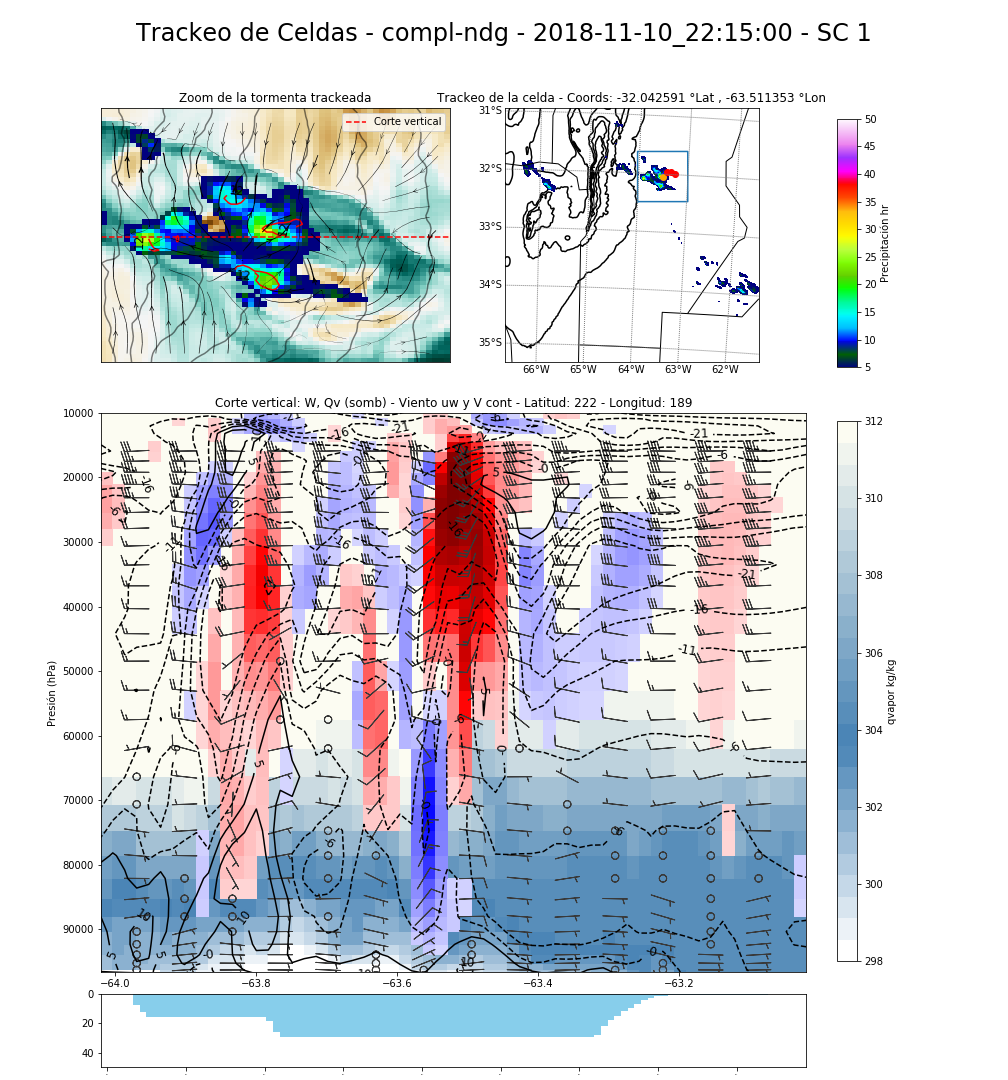 Trackeo de Celdas - compl-ndg - 2018-11-10_22:15:00 - SC 1
Zoom de la tormenta trackeada
Trackeo de la celda - Coords: -32.042591 °Lat , -63.511353 °Lon
Corte vertical
31°S
32°S
33°S
34°S
35°S
66°W 65°W 64°W 63°W 62°W
50
45
40
35
30
25
20
15
10
5
Precipitación hr
Corte vertical: W, Qv (somb) - Viento uw y V cont - Latitud: 222 - Longitud: 189
10000
20000
30000
40000
50000
60000
70000
80000
90000
Presión (hPa)
−64.0 −63.8 −63.6 −63.4 −63.2
312
310
308
306
304
302
300
298
qvapor kg/kg
0
20
40